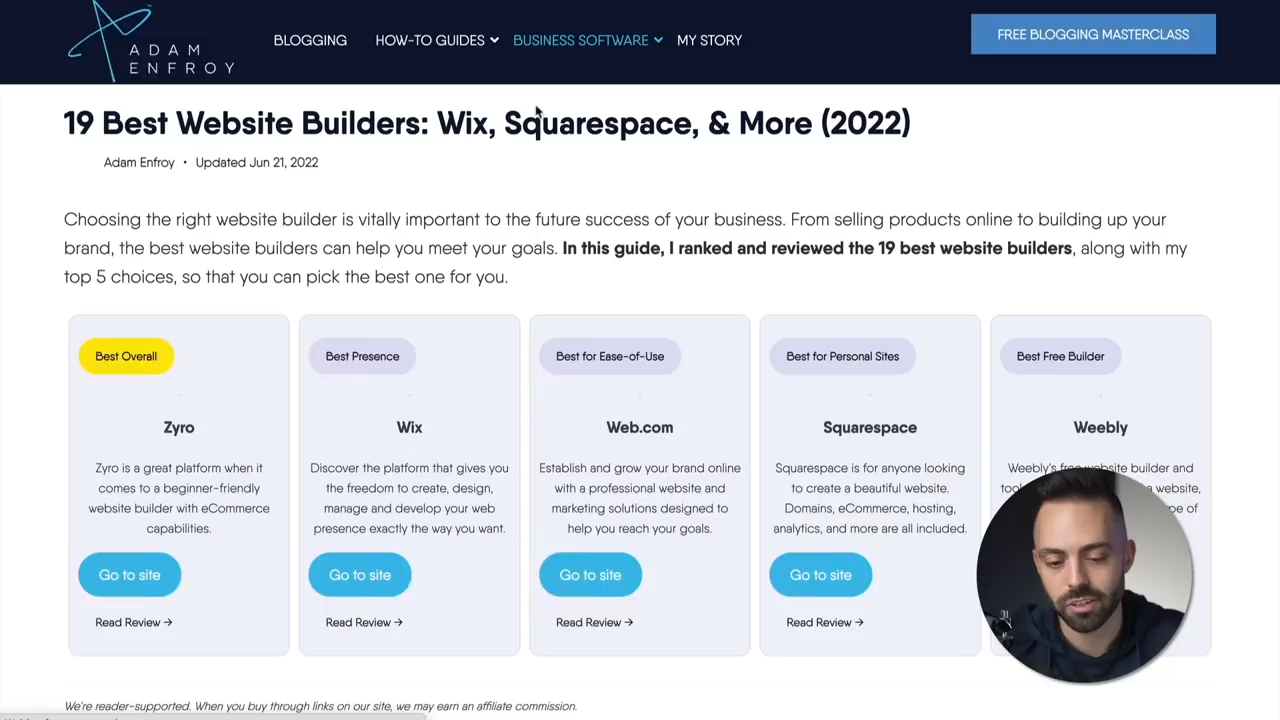 ADAM
ENFROY
BLOGGING
HOW-TO GUIDES
BUSINESS SOFTWARE
MY STORY
FREE BLOGGING MASTERCLASS
19 Best Website Builders: Wix, Squarespace, & More (2022)
Adam Enfroy • Updated Jun 21, 2022
Choosing the right website builder is vitally important to the future success of your business. From selling products online to building up your
brand, the best website builders can help you meet your goals. In this guide, I ranked and reviewed the 19 best website builders, along with my
top 5 choices, so that you can pick the best one for you.
Best Overall
Zyro
Zyro is a great platform when it
comes to a beginner-friendly
website builder with eCommerce
capabilities.
Go to site
Read Review →
Best Presence
Wix
Discover the platform that gives you
the freedom to create, design,
manage and develop your web
presence exactly the way you want.
Go to site
Read Review →
Best for Ease-of-Use
Web.com
Establish and grow your brand online
with a professional website and
marketing solutions designed to
help you reach your goals.
Go to site
Read Review →
Best for Personal Sites
Squarespace
Squarespace is for anyone looking
to create a beautiful website.
Domains, eCommerce, hosting,
analytics, and more are all included.
Go to site
Read Review →
Best Free Builder
Weebly
Weebly's free website builder and
a website,
of
We're reader-supported. When you buy through links on our site, we may earn an affiliate commission.